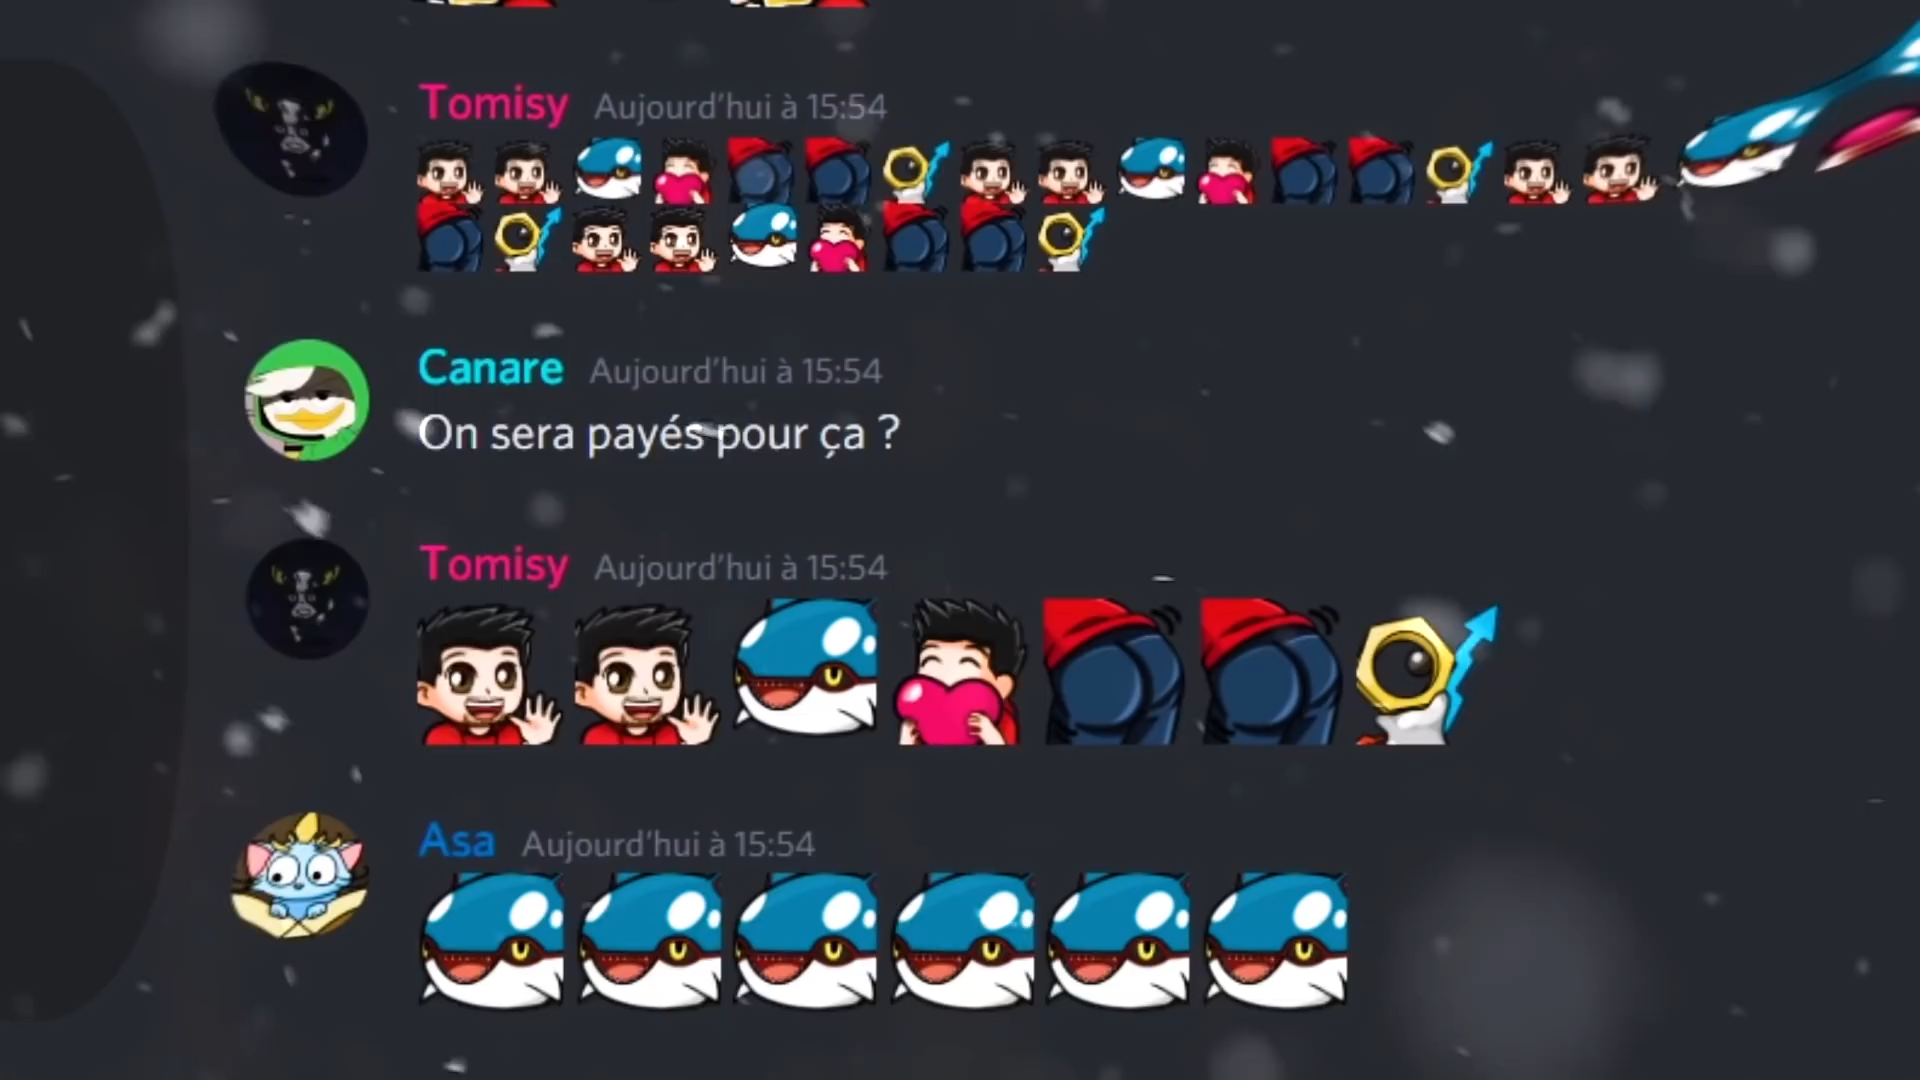 Tomisy Aujourd'hui à 15:54
Canare Aujourd'hui à 15:54
On sera payés pour ça ?
Tomisy Aujourd'hui à 15:54
Asa Aujourd'hui à 15:54